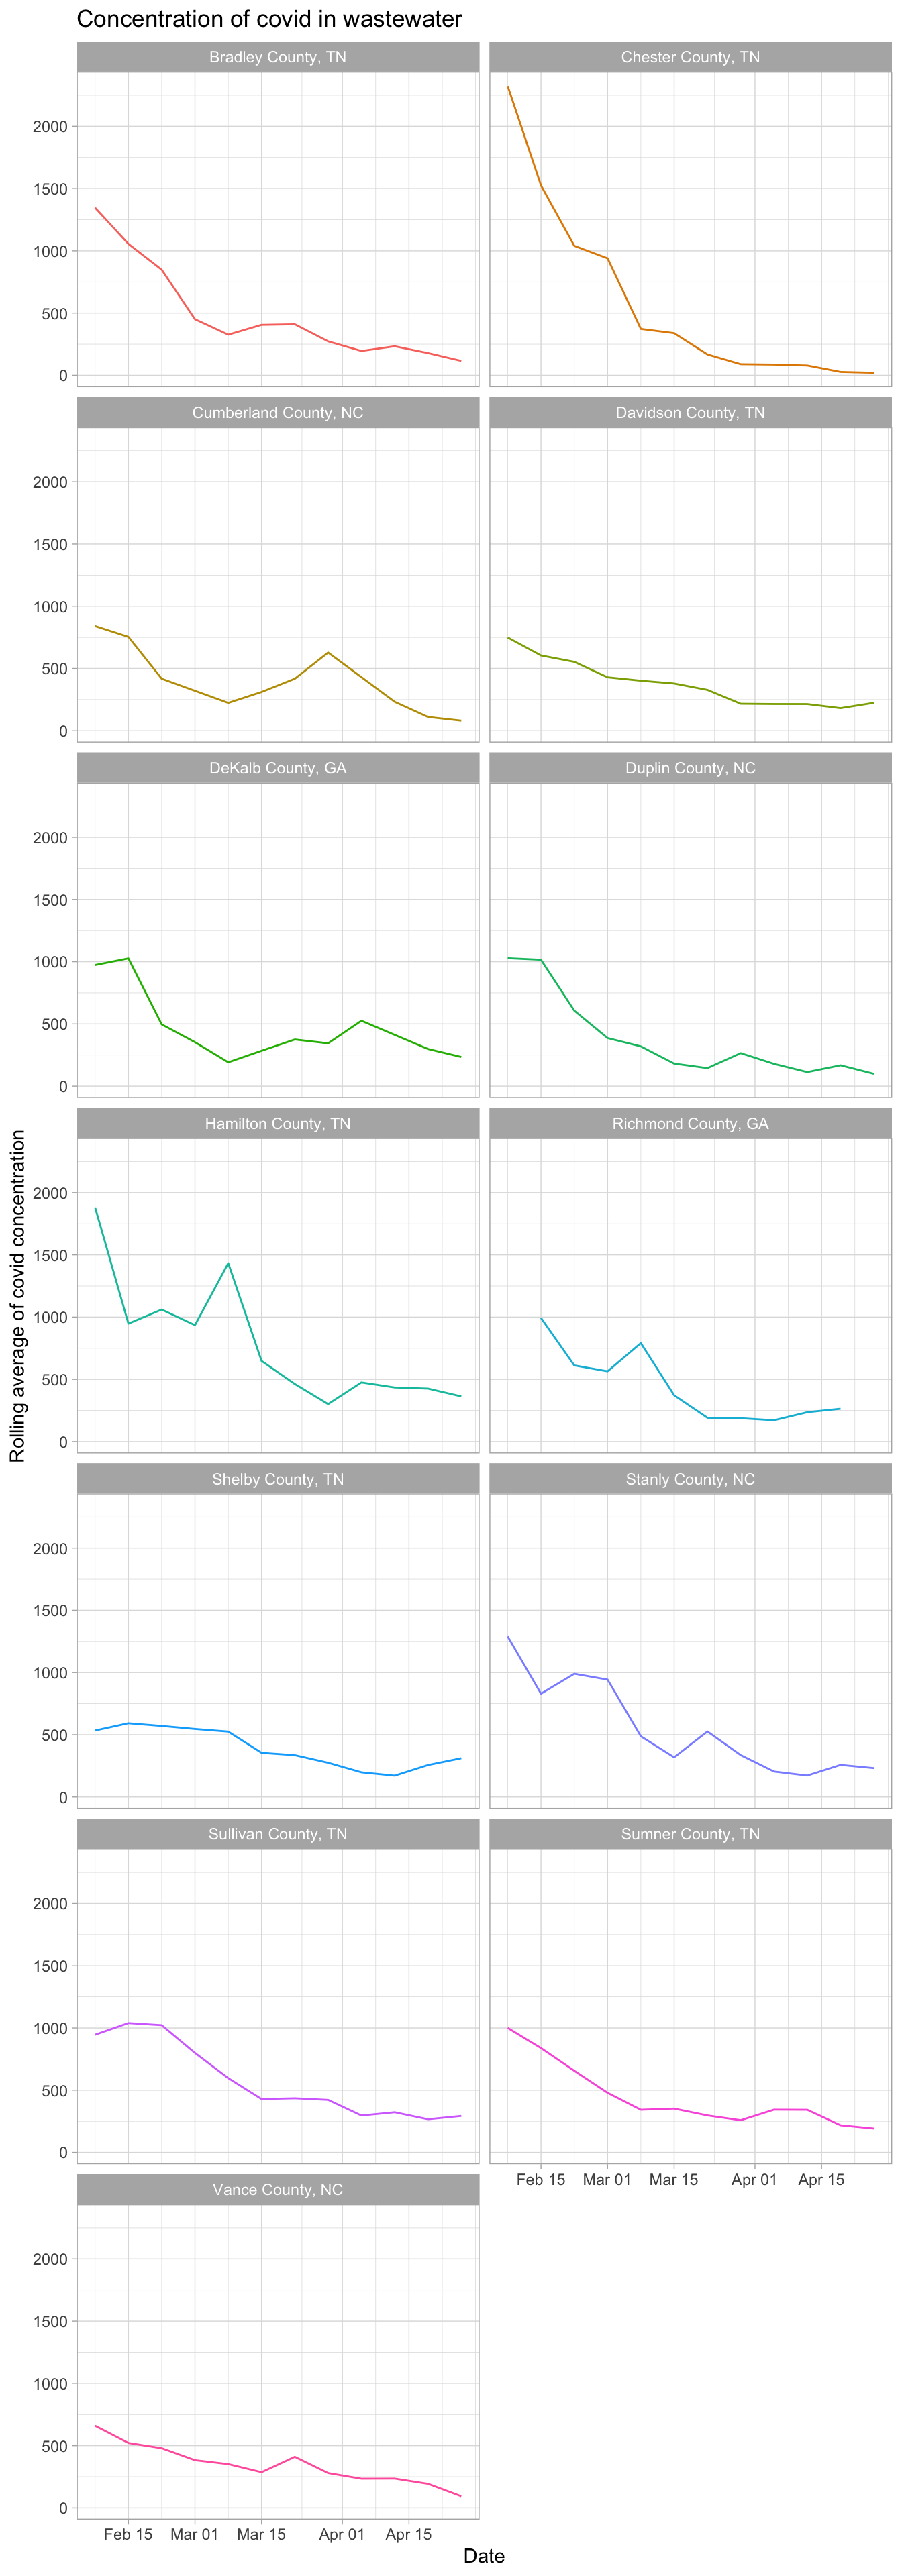 Concentration of covid in wastewater
Bradley County, TN
Chester County, TN
2000
1500
1000
500
0
Cumberland County, NC
Davidson County, TN
2000
1500
1000
500
0
DeKalb County, GA
Duplin County, NC
2000
1500
1000
500
0
Hamilton County, TN
Richmond County, GA
2000
1500
1000
500
0
Rolling average of covid concentration
Shelby County, TN
Stanly County, NC
2000
1500
1000
500
0
Sullivan County, TN
Sumner County, TN
2000
1500
1000
500
0
Feb 15 Mar 01 Mar 15 Apr 01 Apr 15
Vance County, NC
2000
1500
1000
500
0
Feb 15 Mar 01 Mar 15 Apr 01 Apr 15
Date